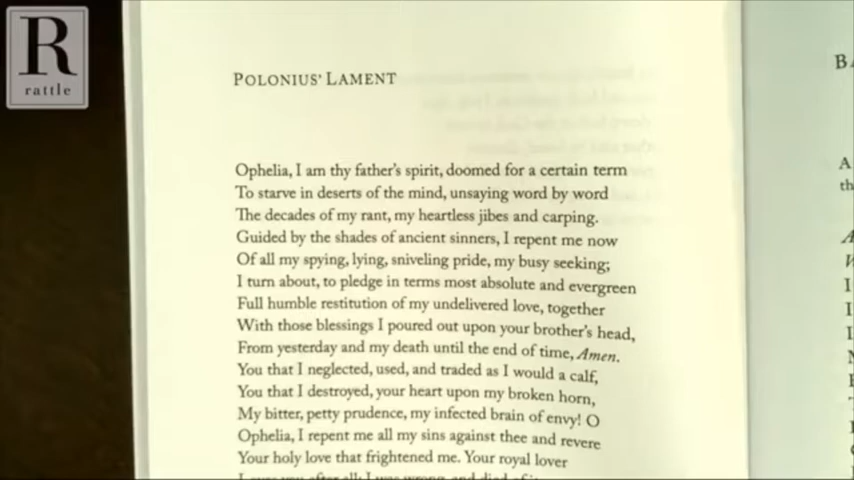 R
rattle
POLONIUS' LAMENT
Ophelia, I am thy father's spirit, doomed for a certain term
To starve in deserts of the mind, unsaying word by word
The decades of my rant, my heartless jibes and carping.
Guided by the shades of ancient sinners, I repent me now
Of all my spying, lying, sniveling pride, my busy seeking;
I turn about, to pledge in terms most absolute and evergreen
Full humble restitution of my undelivered love, together
With those blessings I poured out upon your brother's head,
From yesterday and my death until the end of time, Amen.
You that I neglected, used, and traded as I would a calf,
You that I destroyed, your heart upon my broken horn,
My bitter, petty prudence, my infected brain of envy! O
Ophelia, I repent me all my sins against thee and revere
Your holy love that frightened me. Your royal lover